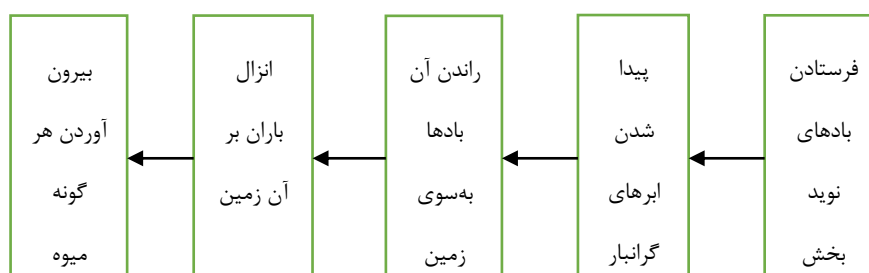 فرستادن
بادهای
نوید
بخش
پیدا
شدن
ابرهای
گرانبار
راندن آن
بادها
به‌سوی
زمین
انزال
باران بر
آن زمین
بیرون
آوردن هر
گونه
میوه